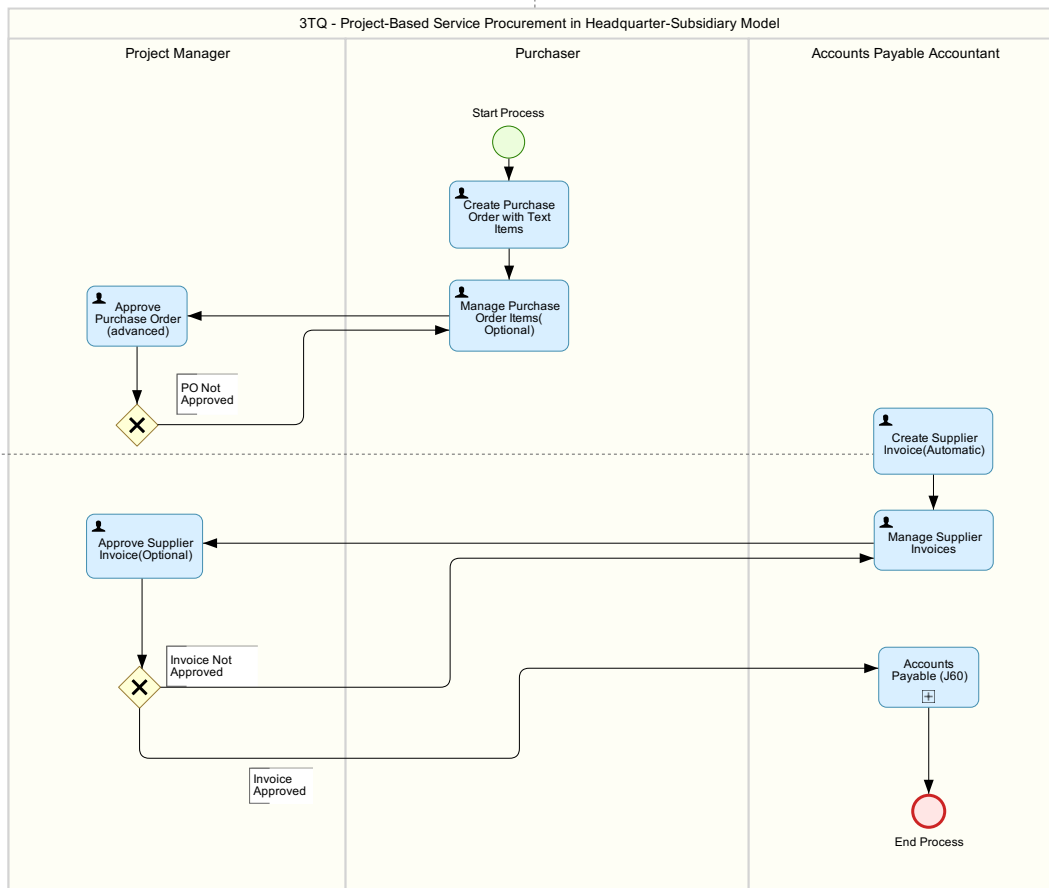 3TQ - Project-Based Service Procurement in Headquarter-Subsidiary Model
Project Manager
Purchaser
Accounts Payable Accountant
Start Process
Create Purchase
Order with Text
Items
Manage Purchase
Order Items(
Optional)
Approve
Purchase Order
(advanced)
PO Not
Approved
Create Supplier
Invoice(Automatic)
Manage Supplier
Invoices
Approve Supplier
Invoice(Optional)
Invoice Not
Approved
Accounts
Payable (J60)
Invoice
Approved
End Process